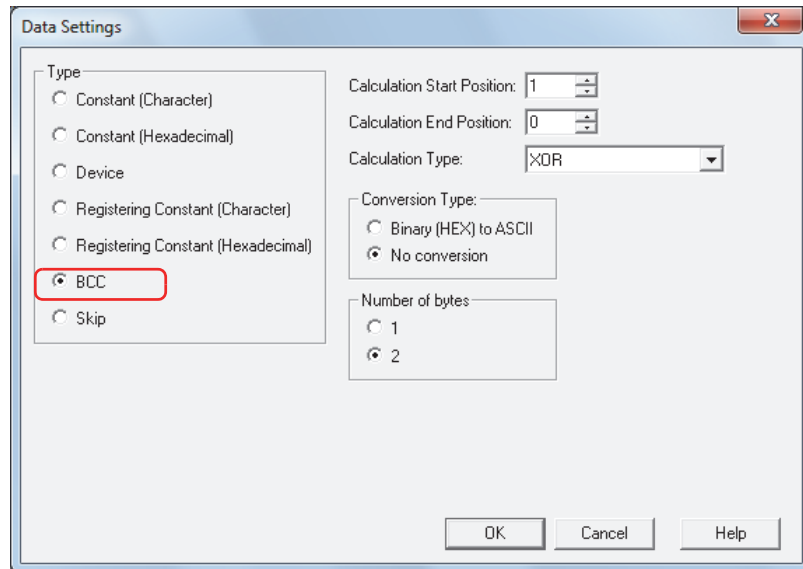 Data Settings
Type
Constant (Character)
Constant (Hexadecimal)
Device
Registering Constant (Character)
Registering Constant (Hexadecimal)
BCC
Skip
Calculation Start Position: 1
Calculation End Position: 0
Calculation Type: XOR
Conversion Type:
Binary (HEX) to ASCII
No conversion
Number of bytes
1
2
OK Cancel Help